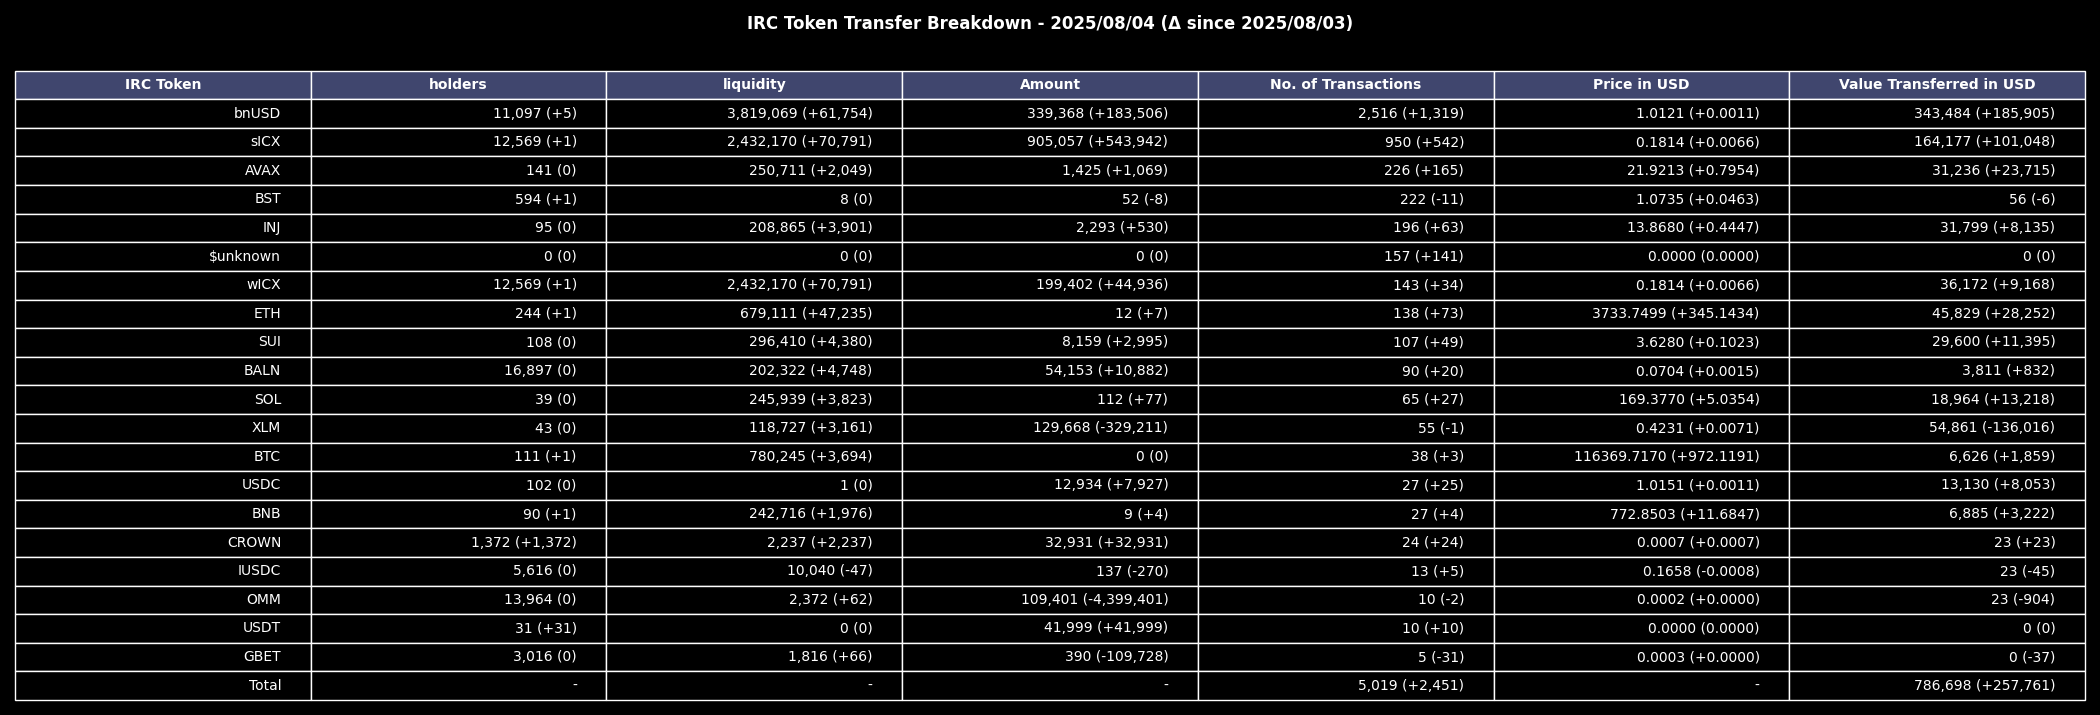 IRC Token Transfer Breakdown - 2025/08/04 (Δ since 2025/08/03)
IRC Token holders liquidity Amount No. of Transactions Price in USD Value Transferred in USD
bnUSD 11,097 (+5) 3,819,069 (+61,754) 339,368 (+183,506) 2,516 (+1,319) 1.0121 (+0.0011) 343,484 (+185,905)
sICX 12,569 (+1) 2,432,170 (+70,791) 905,057 (+543,942) 950 (+542) 0.1814 (+0.0066) 164,177 (+101,048)
AVAX 141 (0) 250,711 (+2,049) 1,425 (+1,069) 226 (+165) 21.9213 (+0.7954) 31,236 (+23,715)
BST 594 (+1) 8 (0) 52 (-8) 222 (-11) 1.0735 (+0.0463) 56 (-6)
INJ 95 (0) 208,865 (+3,901) 2,293 (+530) 196 (+63) 13.8680 (+0.4447) 31,799 (+8,135)
$unknown 0 (0) 0 (0) 0 (0) 157 (+141) 0.0000 (0.0000) 0 (0)
wICX 12,569 (+1) 2,432,170 (+70,791) 199,402 (+44,936) 143 (+34) 0.1814 (+0.0066) 36,172 (+9,168)
ETH 244 (+1) 679,111 (+47,235) 12 (+7) 138 (+73) 3733.7499 (+345.1434) 45,829 (+28,252)
SUI 108 (0) 296,410 (+4,380) 8,159 (+2,995) 107 (+49) 3.6280 (+0.1023) 29,600 (+11,395)
BALN 16,897 (0) 202,322 (+4,748) 54,153 (+10,882) 90 (+20) 0.0704 (+0.0015) 3,811 (+832)
SOL 39 (0) 245,939 (+3,823) 112 (+77) 65 (+27) 169.3770 (+5.0354) 18,964 (+13,218)
XLM 43 (0) 118,727 (+3,161) 129,668 (-329,211) 55 (-1) 0.4231 (+0.0071) 54,861 (-136,016)
BTC 111 (+1) 780,245 (+3,694) 0 (0) 38 (+3) 116369.7170 (+972.1191) 6,626 (+1,859)
USDC 102 (0) 1 (0) 12,934 (+7,927) 27 (+25) 1.0151 (+0.0011) 13,130 (+8,053)
BNB 90 (+1) 242,716 (+1,976) 9 (+4) 27 (+4) 772.8503 (+11.6847) 6,885 (+3,222)
CROWN 1,372 (+1,372) 2,237 (+2,237) 32,931 (+32,931) 24 (+24) 0.0007 (+0.0007) 23 (+23)
IUSDC 5,616 (0) 10,040 (-47) 137 (-270) 13 (+5) 0.1658 (-0.0008) 23 (-45)
OMM 13,964 (0) 2,372 (+62) 109,401 (-4,399,401) 10 (-2) 0.0002 (+0.0000) 23 (-904)
USDT 31 (+31) 0 (0) 41,999 (+41,999) 10 (+10) 0.0000 (0.0000) 0 (0)
GBET 3,016 (0) 1,816 (+66) 390 (-109,728) 5 (-31) 0.0003 (+0.0000) 0 (-37)
Total - - - 5,019 (+2,451) - 786,698 (+257,761)